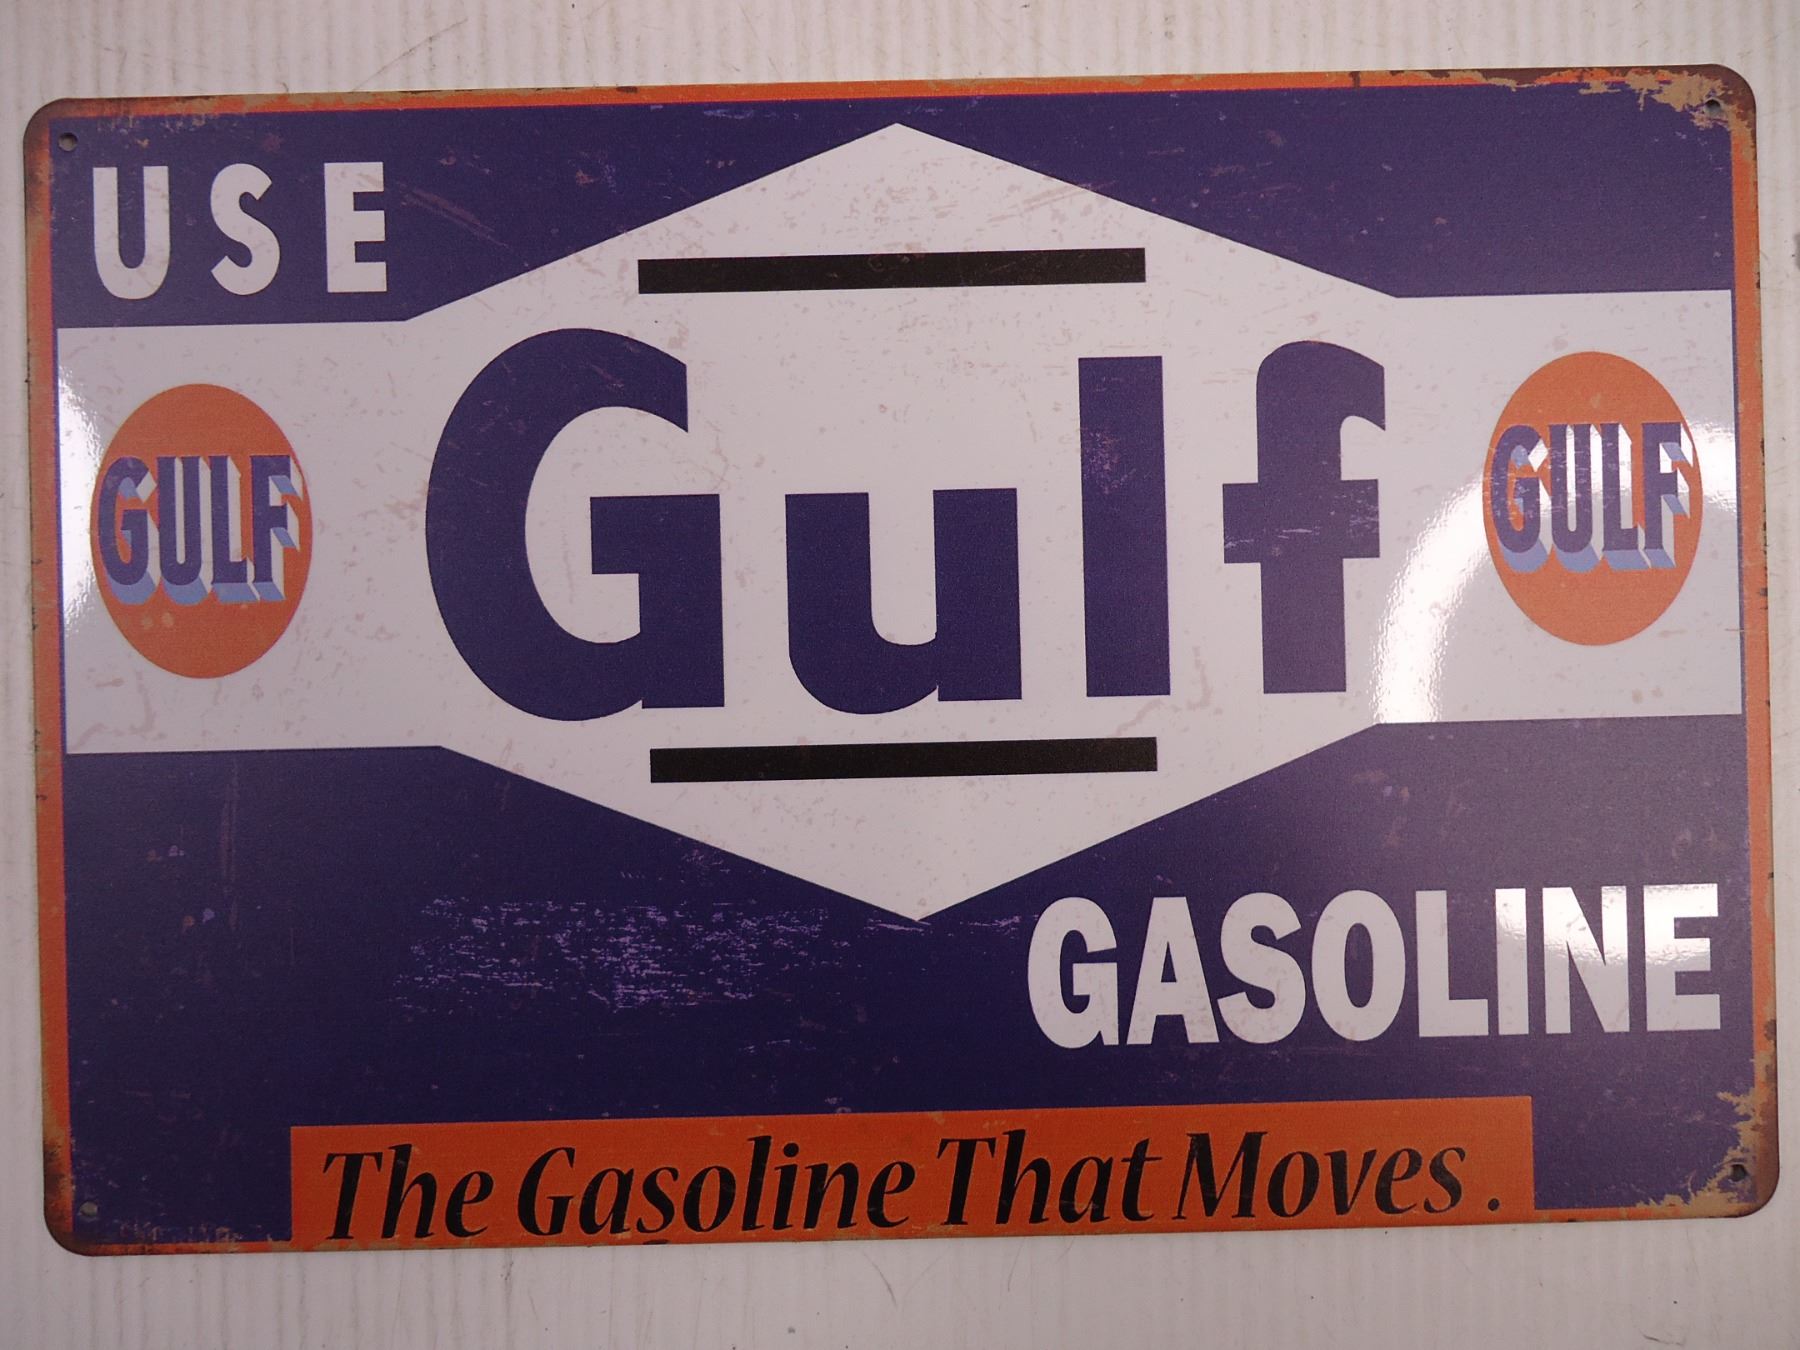 USE
GULF
Gulf
GULF
GASOLINE
The Gasoline That Moves.